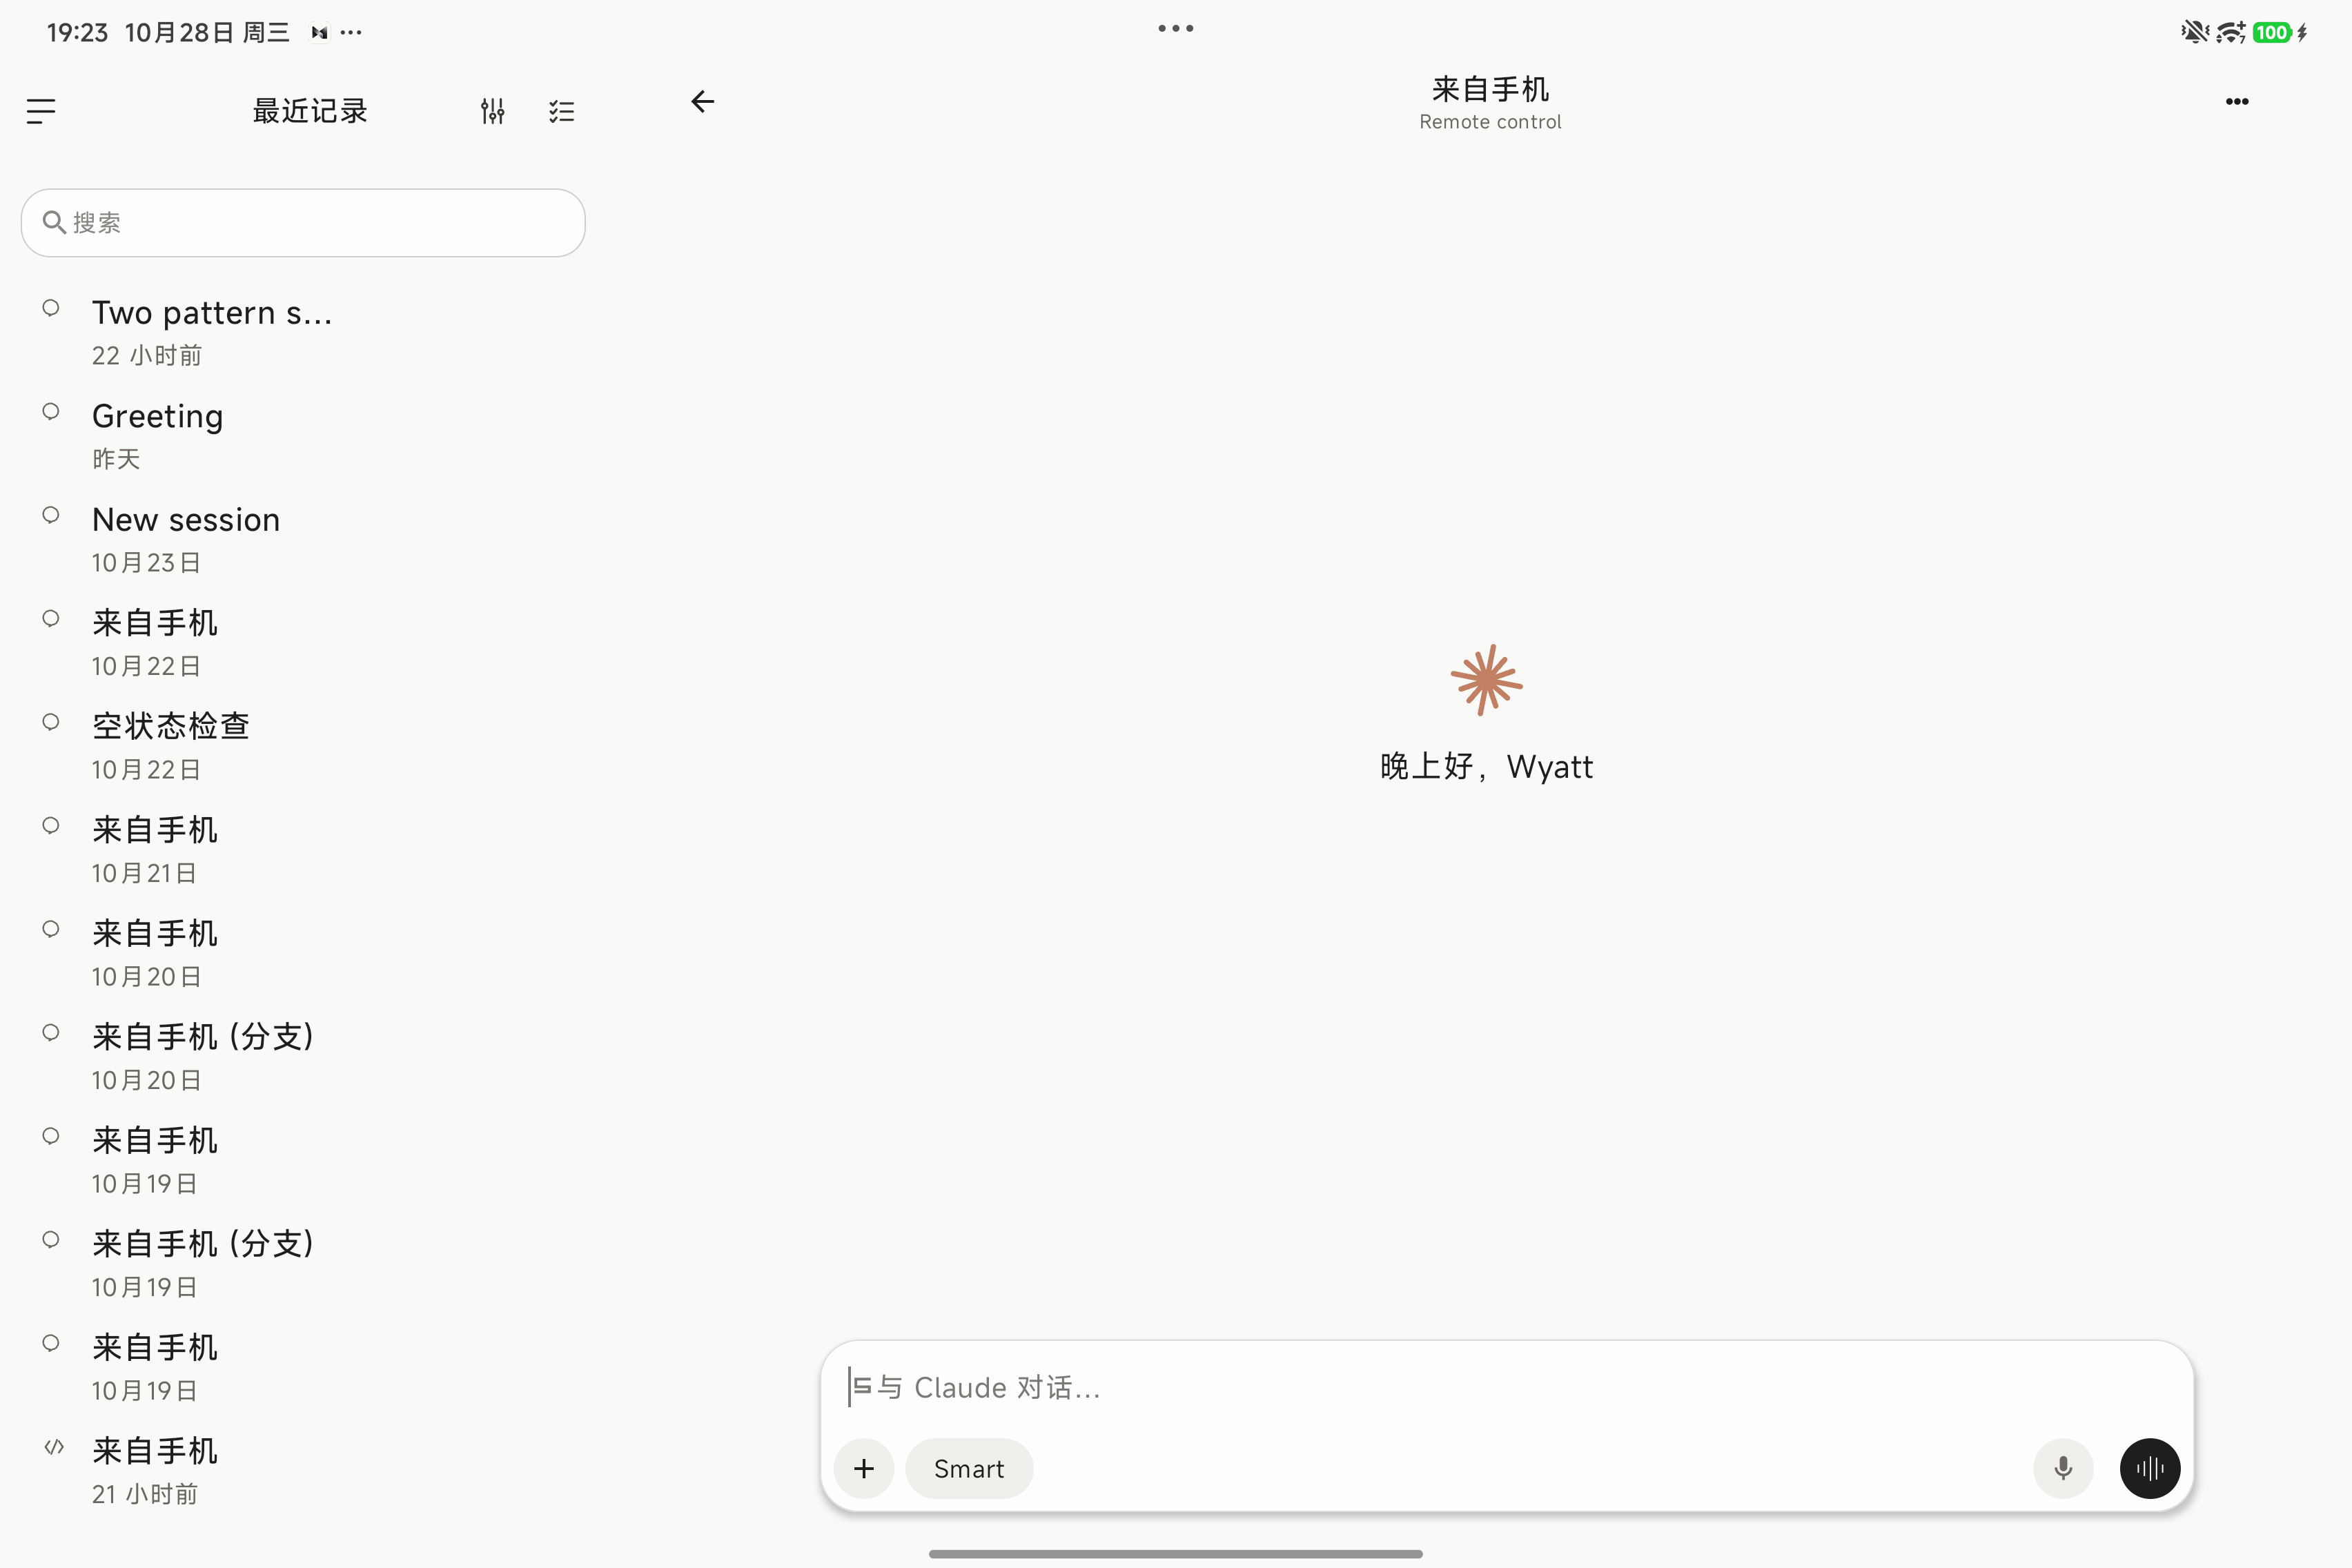 19:23 10月28日 周三
100
最近记录
来自手机
Remote control
搜索
Two pattern s...
22 小时前
Greeting
昨天
New session
10月23日
来自手机
10月22日
空状态检查
10月22日
来自手机
10月21日
来自手机
10月20日
来自手机 (分支)
10月20日
来自手机
10月19日
来自手机 (分支)
10月19日
来自手机
10月19日
来自手机
21 小时前
晚上好，Wyatt
与 Claude 对话...
Smart